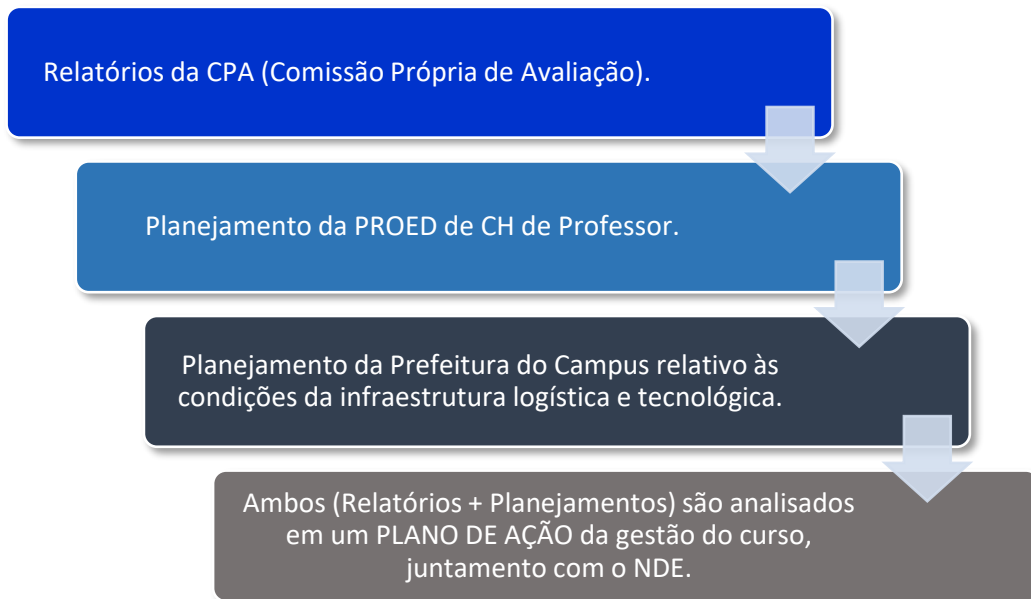 Relatórios da CPA (Comissão Própria de Avaliação).
Planejamento da PROED de CH de Professor.
Planejamento da Prefeitura do Campus relativo às
condições da infraestrutura logística e tecnológica.
Ambos (Relatórios + Planejamentos) são analisados
em um PLANO DE AÇÃO da gestão do curso,
juntamento com o NDE.